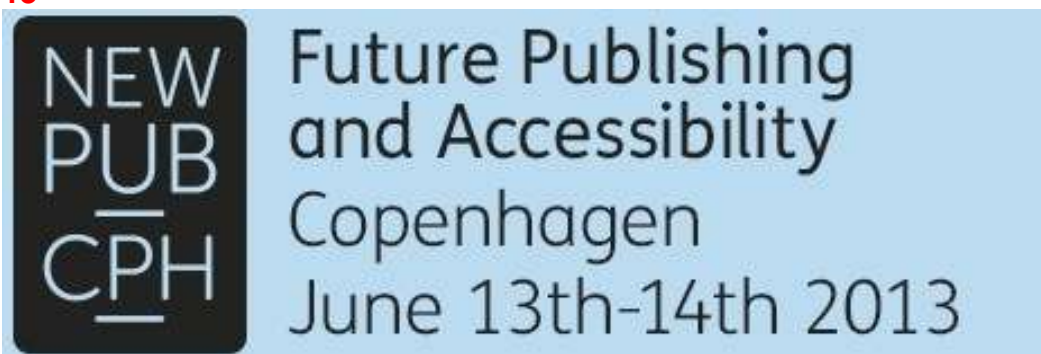 NEW
PUB
CPH
Future Publishing
and Accessibility
Copenhagen
June 13th-14th 2013